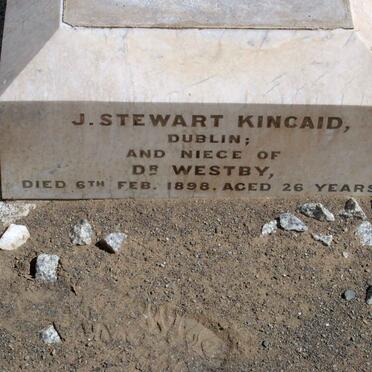 J. STEWART KINCAID,
DUBLIN;
AND NIECE OF
DR WESTBY,
DIED 6TH FEB. 1898. AGED 26 YEARS